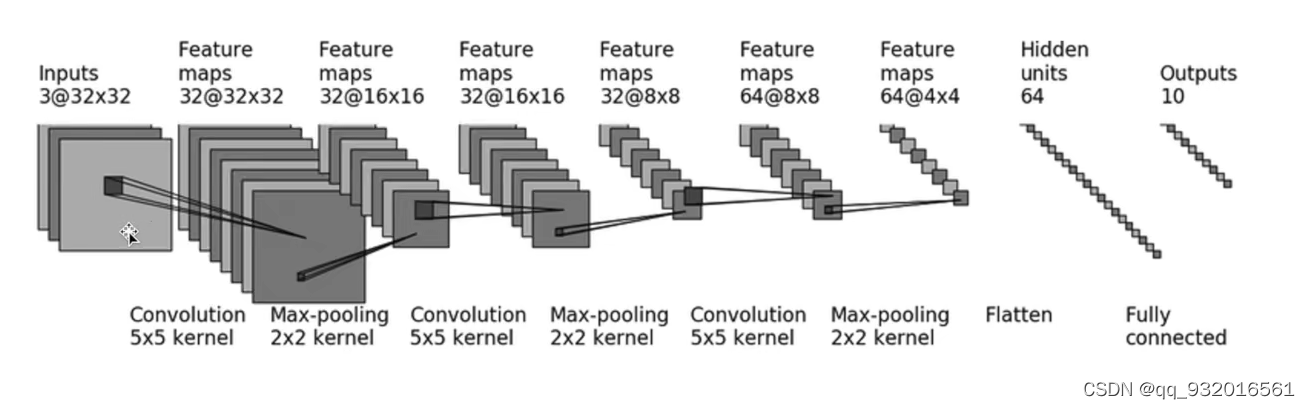 Inputs
3@32x32
Feature
maps
32@32x32
Feature
maps
32@16x16
Feature
maps
32@16x16
Feature
maps
32@8x8
Feature
maps
64@8x8
Feature
maps
64@4x4
Hidden
units
64
Outputs
10
Convolution
5x5 kernel
Max-pooling
2x2 kernel
Convolution
5x5 kernel
Max-pooling
2x2 kernel
Convolution
5x5 kernel
Max-pooling
2x2 kernel
Flatten
Fully
connected
CSDN @qq_932016561